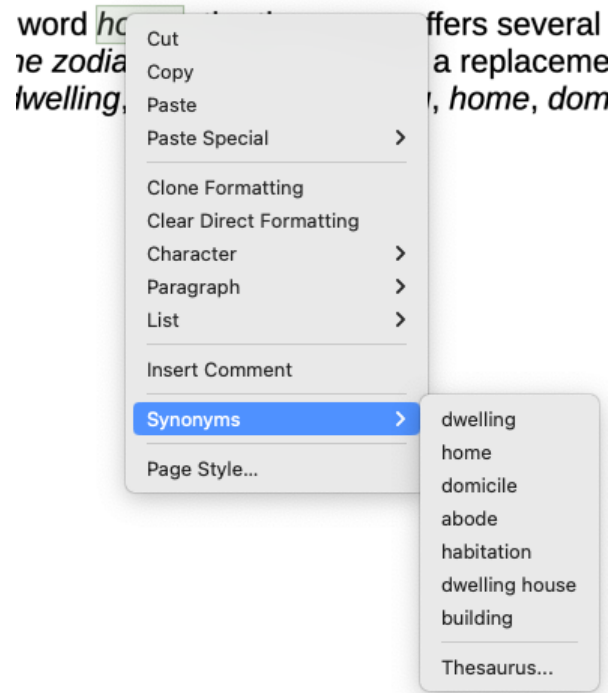 word ffers several
zodia a replaceme
dwelling, home, dom
Cut
Copy
Paste
Paste Special
Clone Formatting
Clear Direct Formatting
Character
Paragraph
List
Insert Comment
Synonyms
Page Style...
dwelling
home
domicile
abode
habitation
dwelling house
building
Thesaurus...